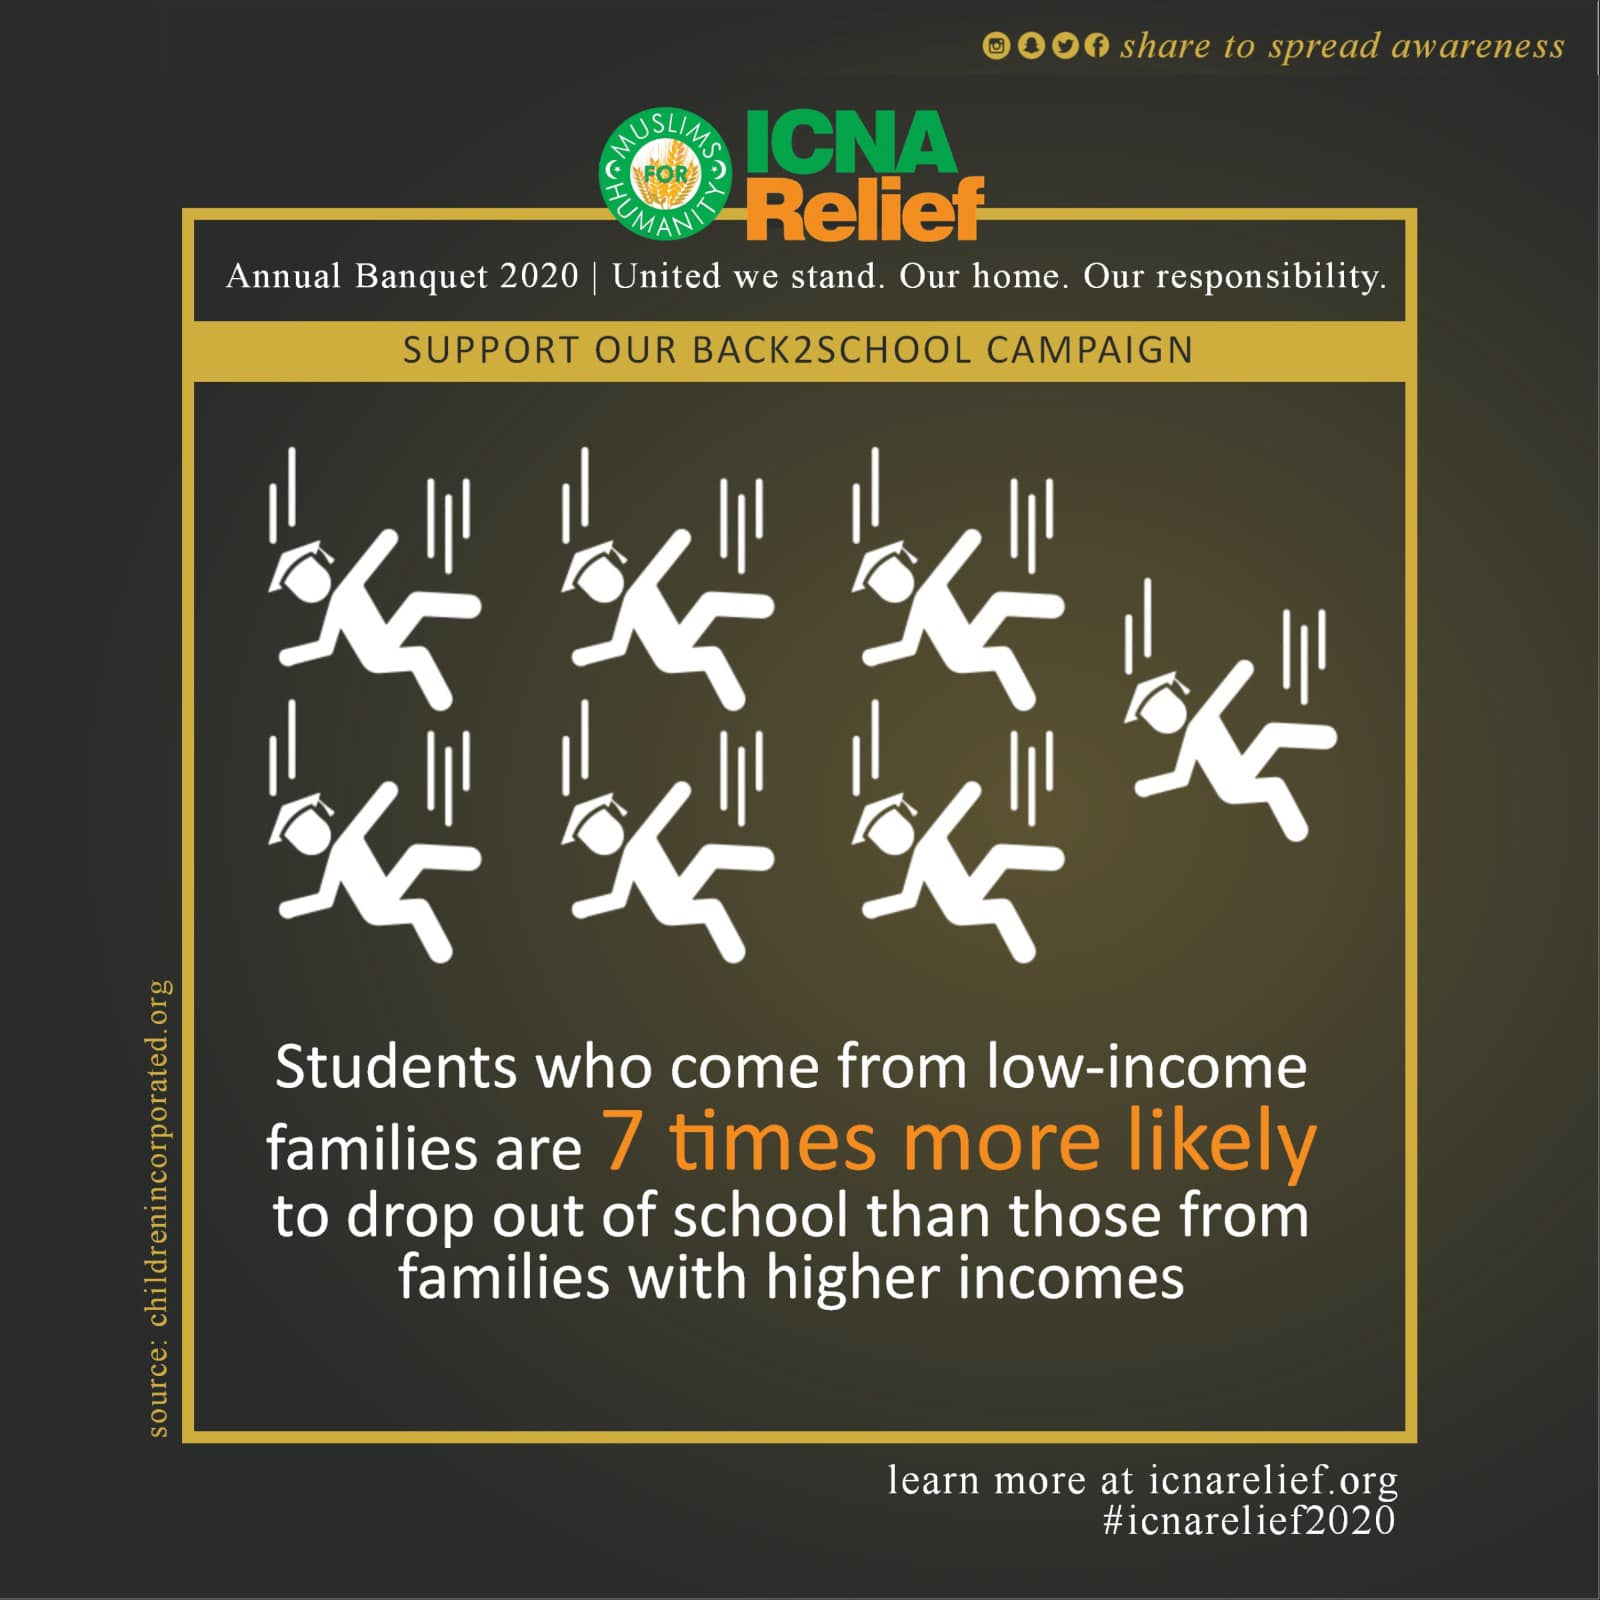 share to spread awareness
MUSLIMS
FOR
HUMANITY
ICNA
Relief
Annual Banquet 2020 | United we stand. Our home. Our responsibility.
SUPPORT OUR BACK2SCHOOL CAMPAIGN
Students who come from low-income
families are 7 times more likely
to drop out of school than those from
families with higher incomes
source: childrenincorporated.org
learn more at icnarelief.org
#icnarelief2020